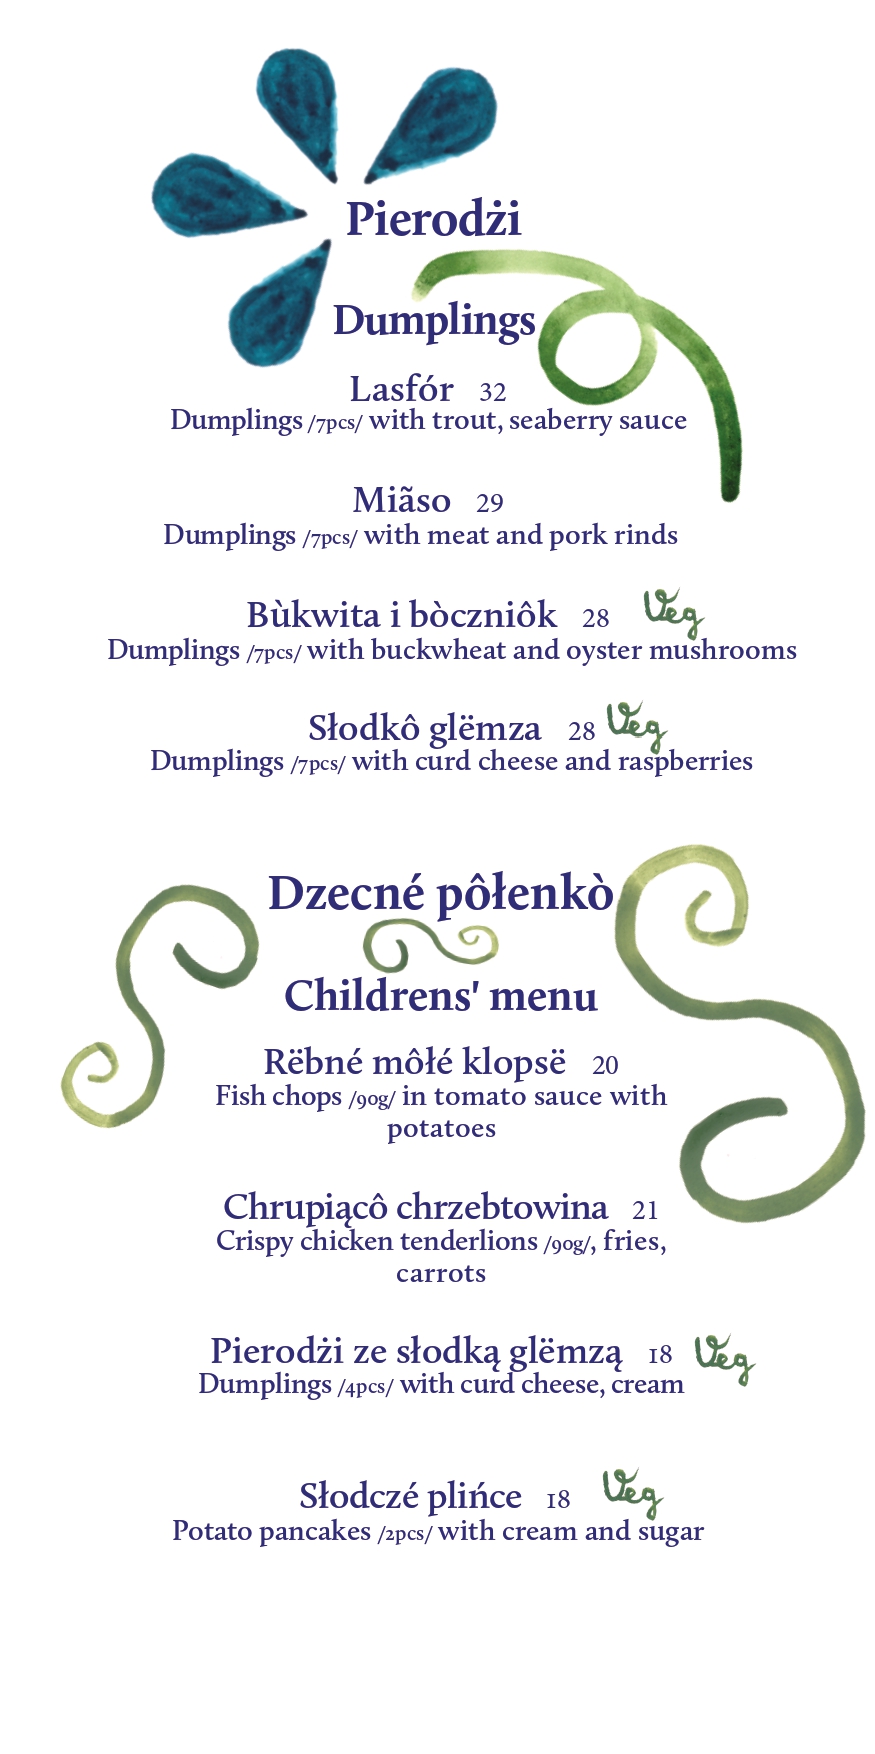 Pierodżi
Dumplings
Lasfór 32
Dumplings /7pcs/ with trout, seaberry sauce
Miãso 29
Dumplings /7pcs/ with meat and pork rinds
Bùkwita i bòczniôk 28 Veg
Dumplings /7pcs/ with buckwheat and oyster mushrooms
Słodkô glëmza 28 Veg
Dumplings /7pcs/ with curd cheese and raspberries
Dzecné pôłenkò
Childrens' menu
Rëbné môłé klopsë 20
Fish chops /90g/ in tomato sauce with
potatoes
Chrupiącô chrzebtowina 21
Crispy chicken tenderlions /90g/, fries,
carrots
Pierodżi ze słodką glëmzą 18 Veg
Dumplings /4pcs/ with curd cheese, cream
Słodczé plińce 18 Veg
Potato pancakes /2pcs/ with cream and sugar